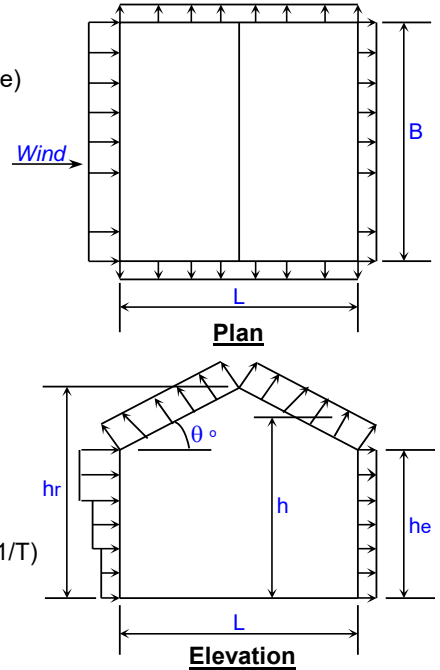 e)
Wind
B
L
Plan
θ °
hr
h
he
1/T)
L
Elevation